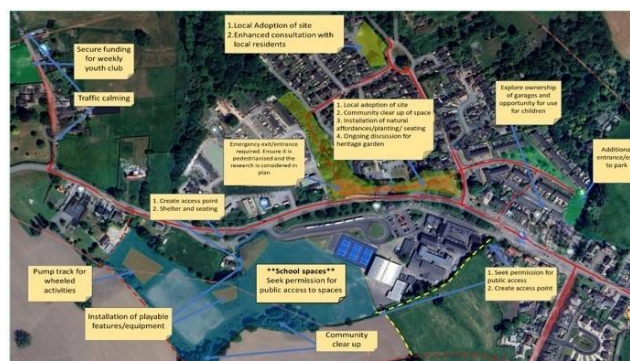 1.Local Adoption of site
2.Enhanced consultation with
local residents
Secure funding
for weekly
youth club
Traffic calming
Explore ownership
of garages and
opportunity for use
for children
1. Local adoption of site
2. Community clear up of space
3. Installation of natural
affordances/planting/ seating
4. Ongoing discussion for
heritage garden
Emergency exit/entrance
required. Ensure it is
pedestrianised and the
research is considered in
plan
Additional
to park
1. Create access point
2. Shelter and seating
**School spaces**
Seek permission for
public access to spaces
Pump track for
wheeled
activities
1. Seek permission for
public access
2. Create access point
Installation of playable
features/equipment
Community
clear up